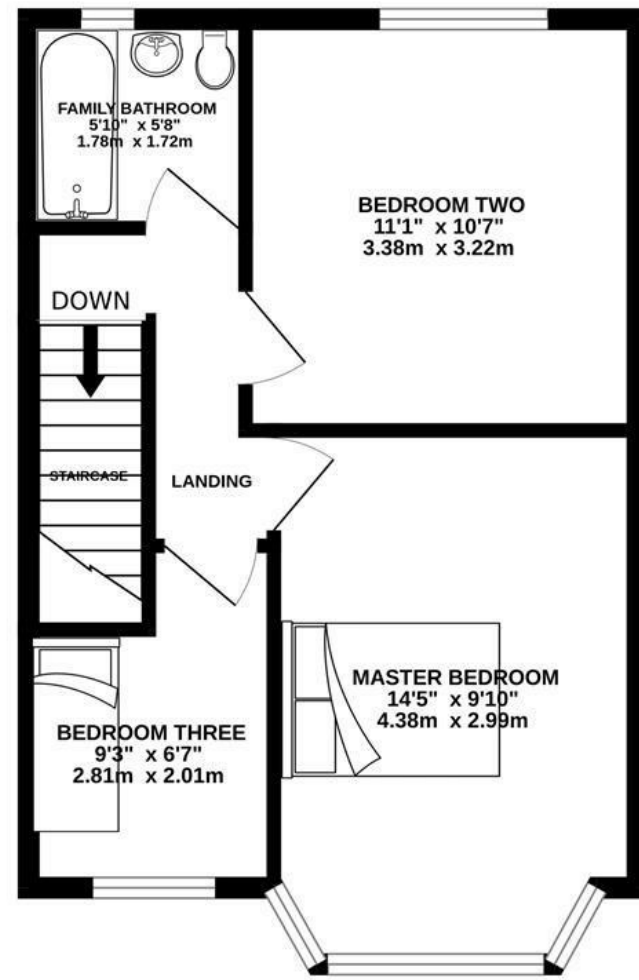 FAMILY BATHROOM
5'10" x 5'8"
1.78m x 1.72m
BEDROOM TWO
11'1" x 10'7"
3.38m x 3.22m
DOWN
STAIRCASE
LANDING
MASTER BEDROOM
14'5" x 9'10"
4.38m x 2.99m
BEDROOM THREE
9'3" x 6'7"
2.81m x 2.01m